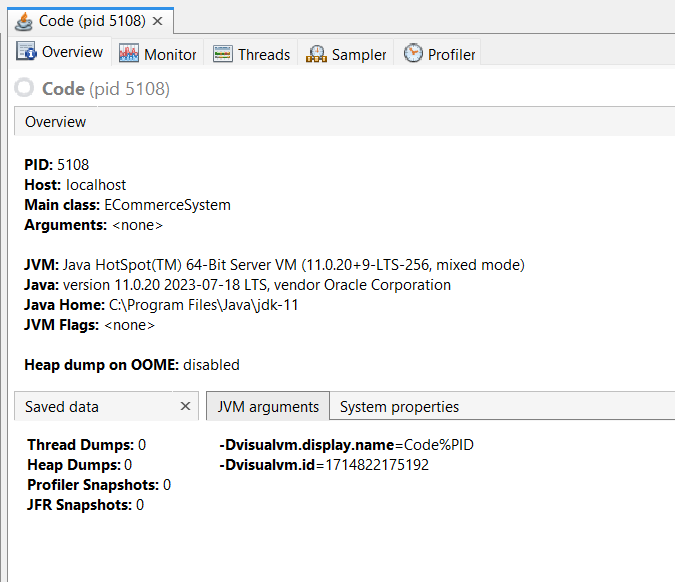 Code (pid 5108)
Overview Monitor Threads Sampler Profiler
Code (pid 5108)
Overview
PID: 5108
Host: localhost
Main class: ECommerceSystem
Arguments: <none>
JVM: Java HotSpot(TM) 64-Bit Server VM (11.0.20+9-LTS-256, mixed mode)
Java: version 11.0.20 2023-07-18 LTS, vendor Oracle Corporation
Java Home: C:\Program Files\Java\jdk-11
JVM Flags: <none>
Heap dump on OOME: disabled
Saved data
Thread Dumps: 0
Heap Dumps: 0
Profiler Snapshots: 0
JFR Snapshots: 0
JVM arguments System properties
-Dvisualvm.display.name=Code%PID
-Dvisualvm.id=1714822175192